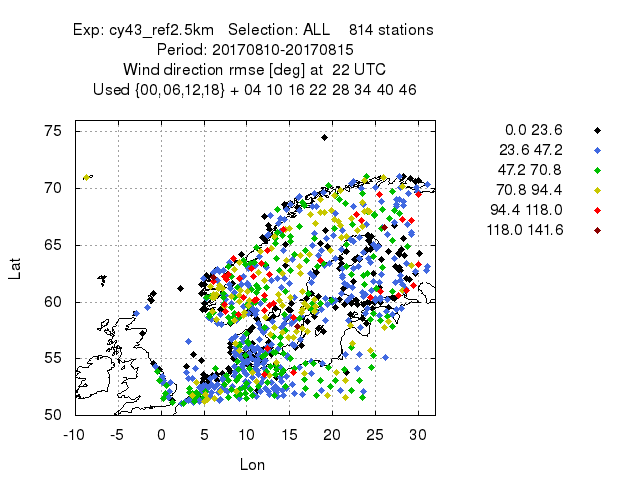 Exp: cy43_ref2.5km   Selection: ALL    814 stations
Period: 20170810-20170815
Wind direction rmse [deg] at  22 UTC
Used {00,06,12,18} + 04 10 16 22 28 34 40 46
0.0 23.6
23.6 47.2
47.2 70.8
70.8 94.4
94.4 118.0
118.0 141.6
75
70
65
60
55
50
Lat
-10 -5 0 5 10 15 20 25 30
Lon